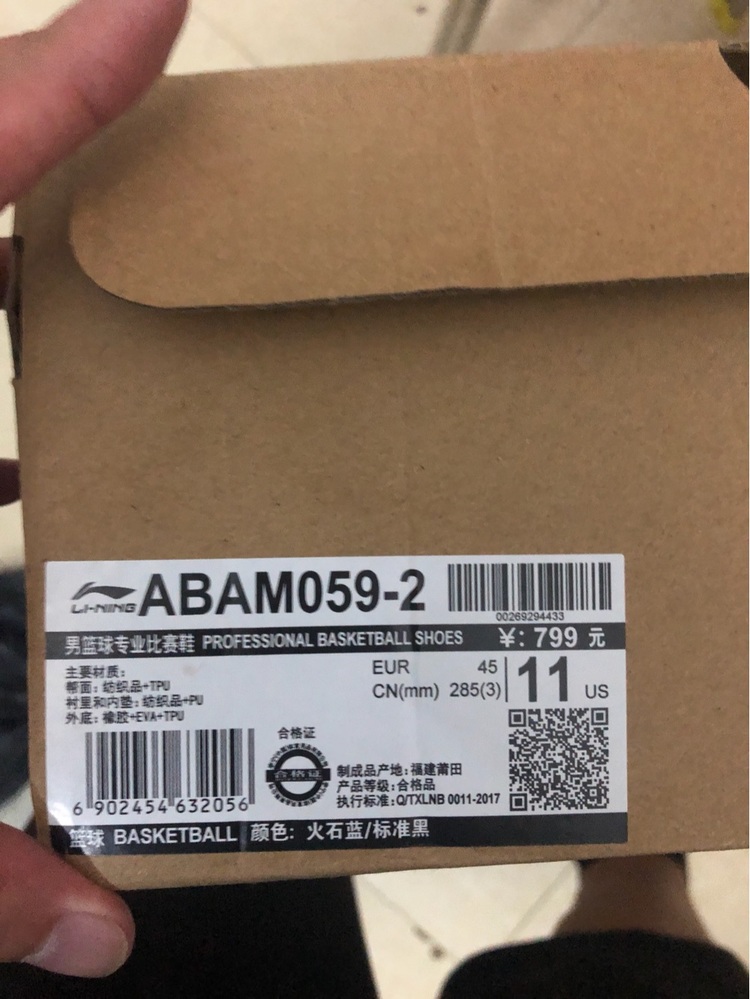 LI-NING ABAM059-2
00269294433
男篮球专业比赛鞋 PROFESSIONAL BASKETBALL SHOES ¥: 799 元
主要材质:
帮面: 纺织品+TPU
衬里和内垫: 纺织品+PU
外底: 橡胶+EVA+TPU
EUR 45
CN(mm) 285(3)
11 US
合格证
合格证
制成品产地: 福建莆田
产品等级: 合格品
执行标准: Q/TXLNB 0011-2017
6 902454 632056
篮球 BASKETBALL 颜色: 火石蓝/标准黑